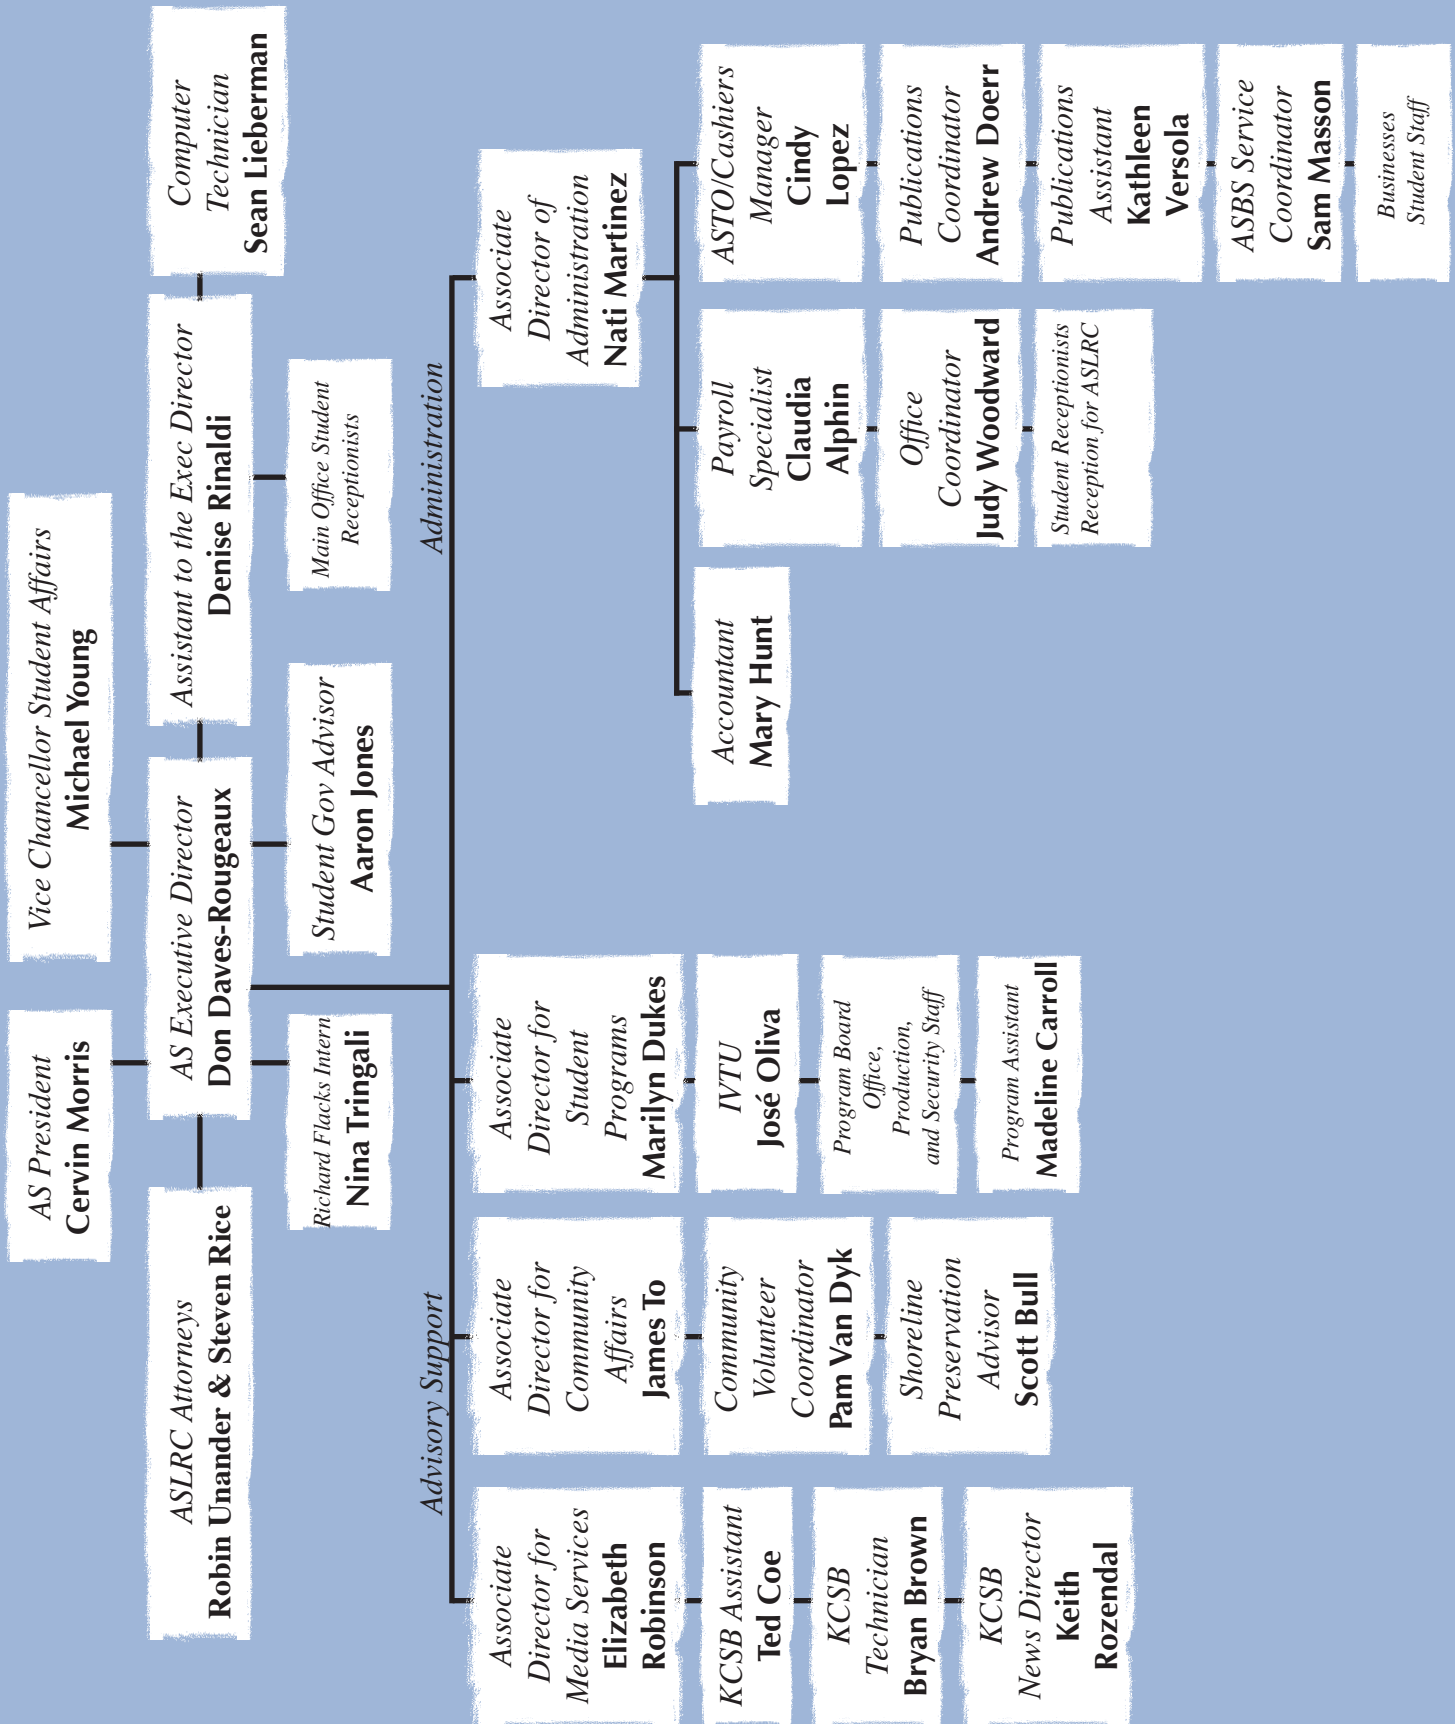 AS President
Cervin Morris
Vice Chancellor Student Affairs
Michael Young
ASLRC Attorneys
Robin Unander & Steven Rice
AS Executive Director
Don Daves-Rougeaux
Assistant to the Exec Director
Denise Rinaldi
Computer
Technician
Sean Lieberman
Richard Flacks Intern
Nina Tringali
Student Gov Advisor
Aaron Jones
Main Office Student
Receptionists
Advisory Support
Administration
Associate
Director for
Media Services
Elizabeth
Robinson
KCSB Assistant
Ted Coe
KCSB
Technician
Bryan Brown
KCSB
News Director
Keith
Rozendal
Associate
Director for
Community
Affairs
James To
Community
Volunteer
Coordinator
Pam Van Dyk
Shoreline
Preservation
Advisor
Scott Bull
Associate
Director for
Student
Programs
Marilyn Dukes
IVTU
José Oliva
Program Board
Office,
Production,
and Security Staff
Program Assistant
Madeline Carroll
Associate
Director of
Administration
Nati Martinez
Accountant
Mary Hunt
Payroll
Specialist
Claudia
Alphin
Office
Coordinator
Judy Woodward
Student Receptionists
Reception for ASLRC
ASTO/Cashiers
Manager
Cindy
Lopez
Publications
Coordinator
Andrew Doerr
Publications
Assistant
Kathleen
Versola
ASBS Service
Coordinator
Sam Masson
Businesses
Student Staff